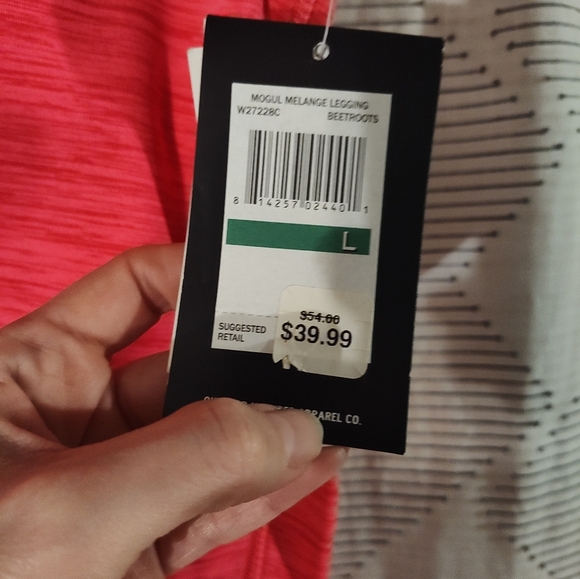 MOGUL MELANGE LEGGING
W27228C BEETROOTS
8 14257 02440 1
L
$54.00
SUGGESTED RETAIL $39.99
APPAREL CO.